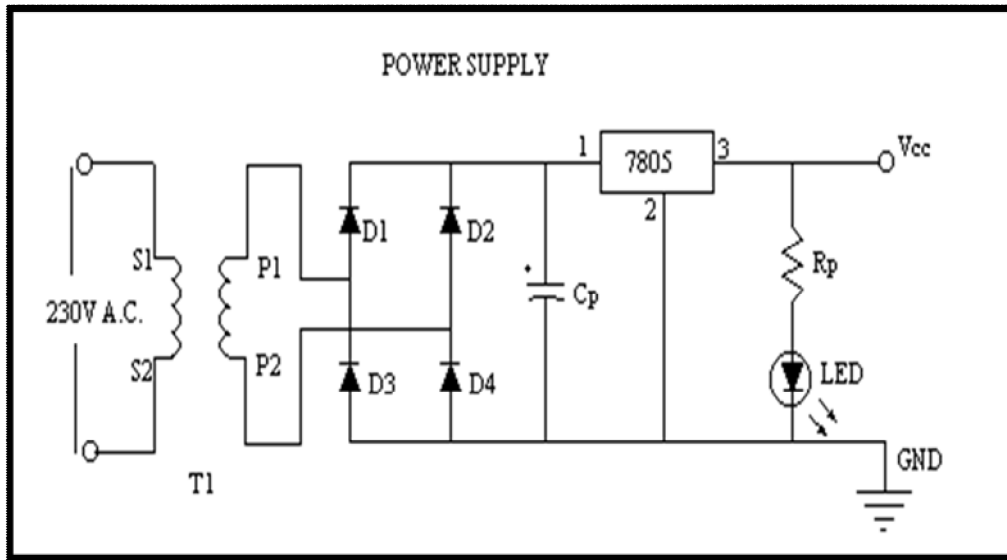 POWER SUPPLY
1
7805
3
Vcc
2
D1
D2
S1
P1
Rp
230V A.C.
Cp
S2
P2
D3
D4
LED
T1
GND